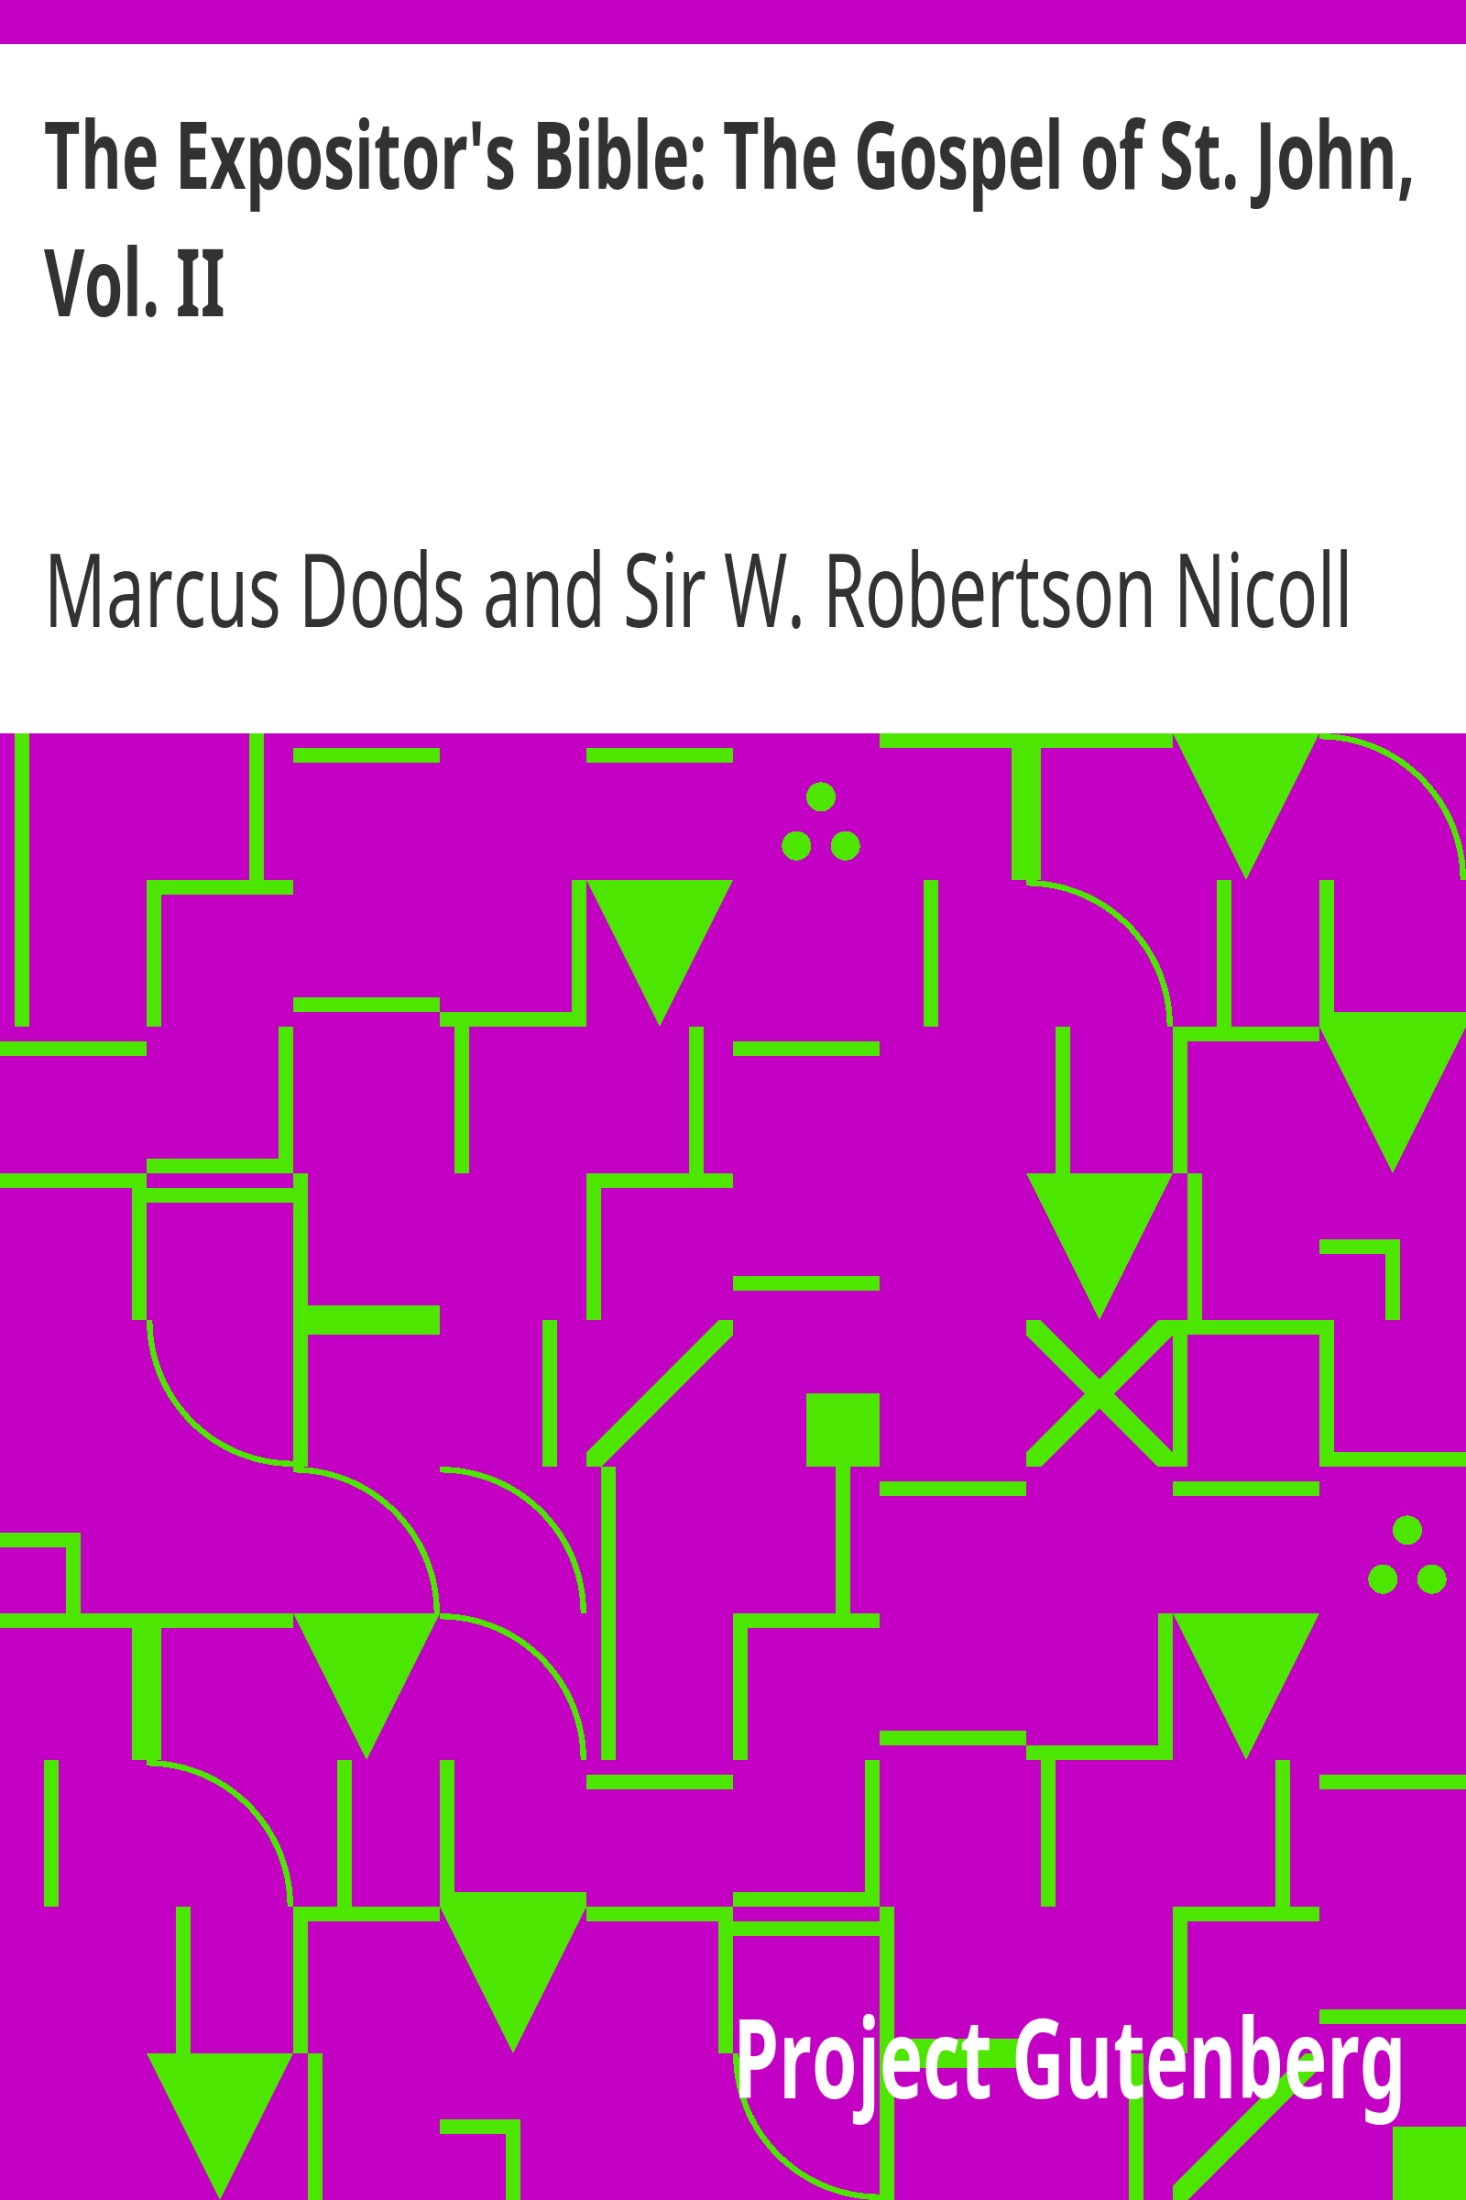 The Expositor's Bible: The Gospel of St. John,
Vol. II
Marcus Dods and Sir W. Robertson Nicoll
Project Gutenberg